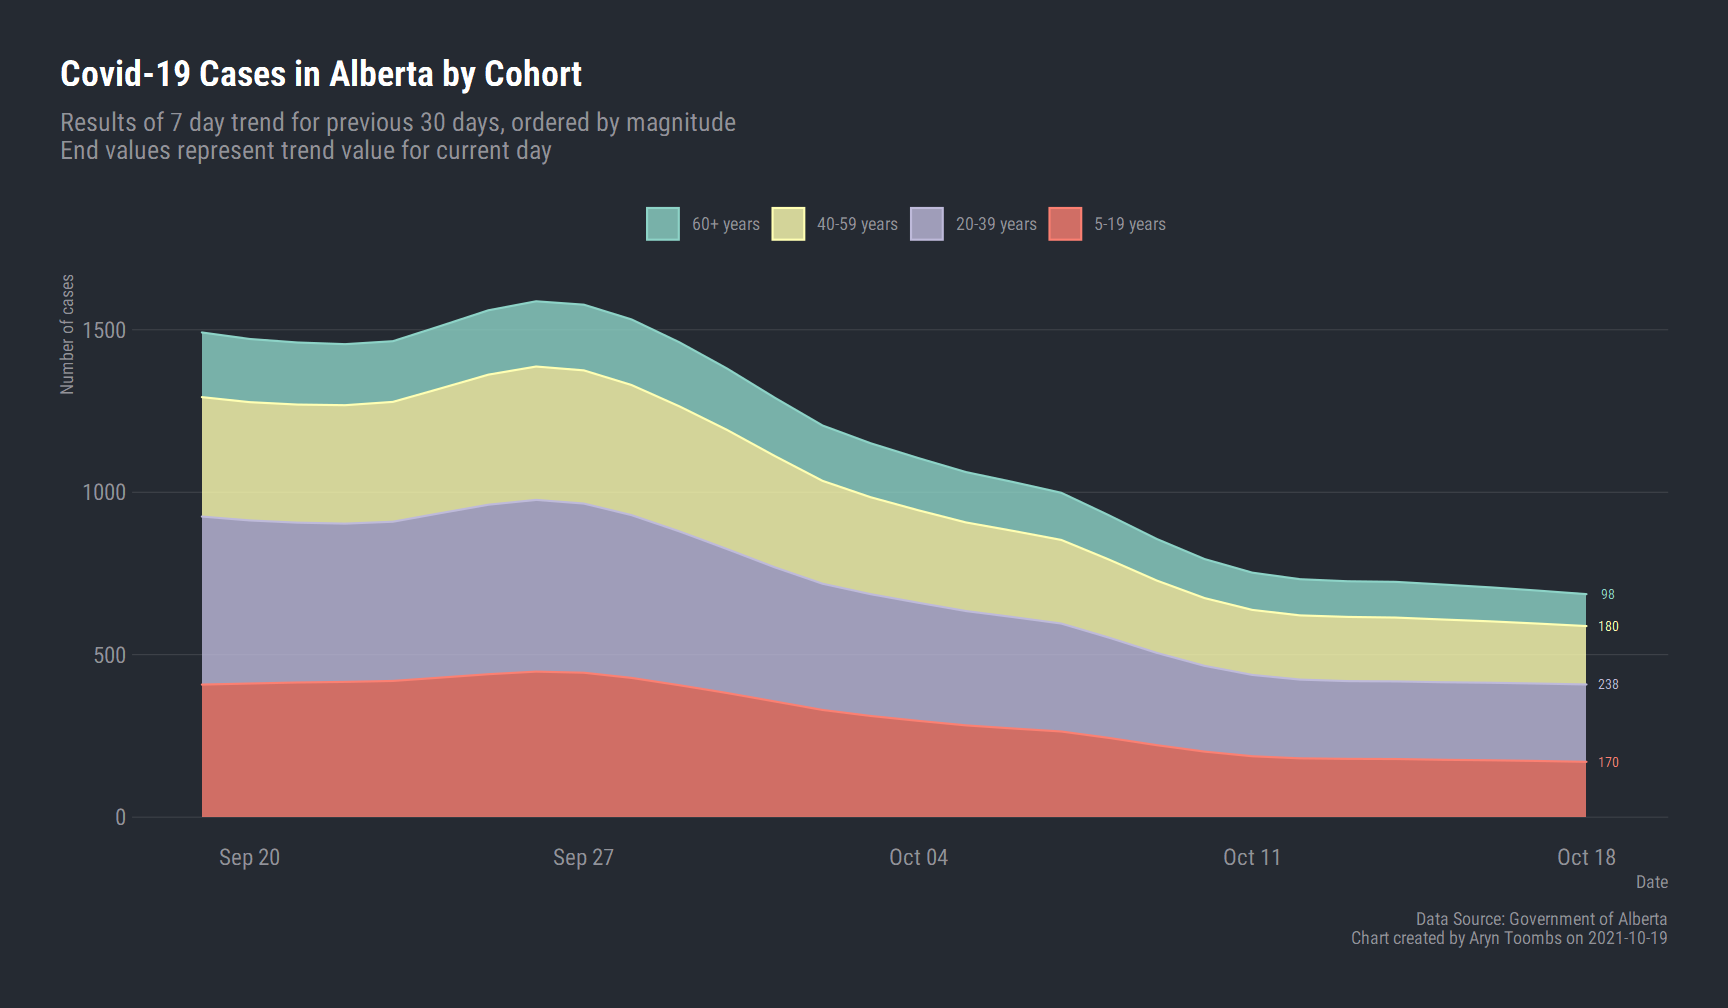 Covid-19 Cases in Alberta by Cohort
Results of 7 day trend for previous 30 days, ordered by magnitude
End values represent trend value for current day
60+ years
40-59 years
20-39 years
5-19 years
Number of cases
1500
1000
500
0
98
180
238
170
Sep 20
Sep 27
Oct 04
Oct 11
Oct 18
Date
Data Source: Government of Alberta
Chart created by Aryn Toombs on 2021-10-19